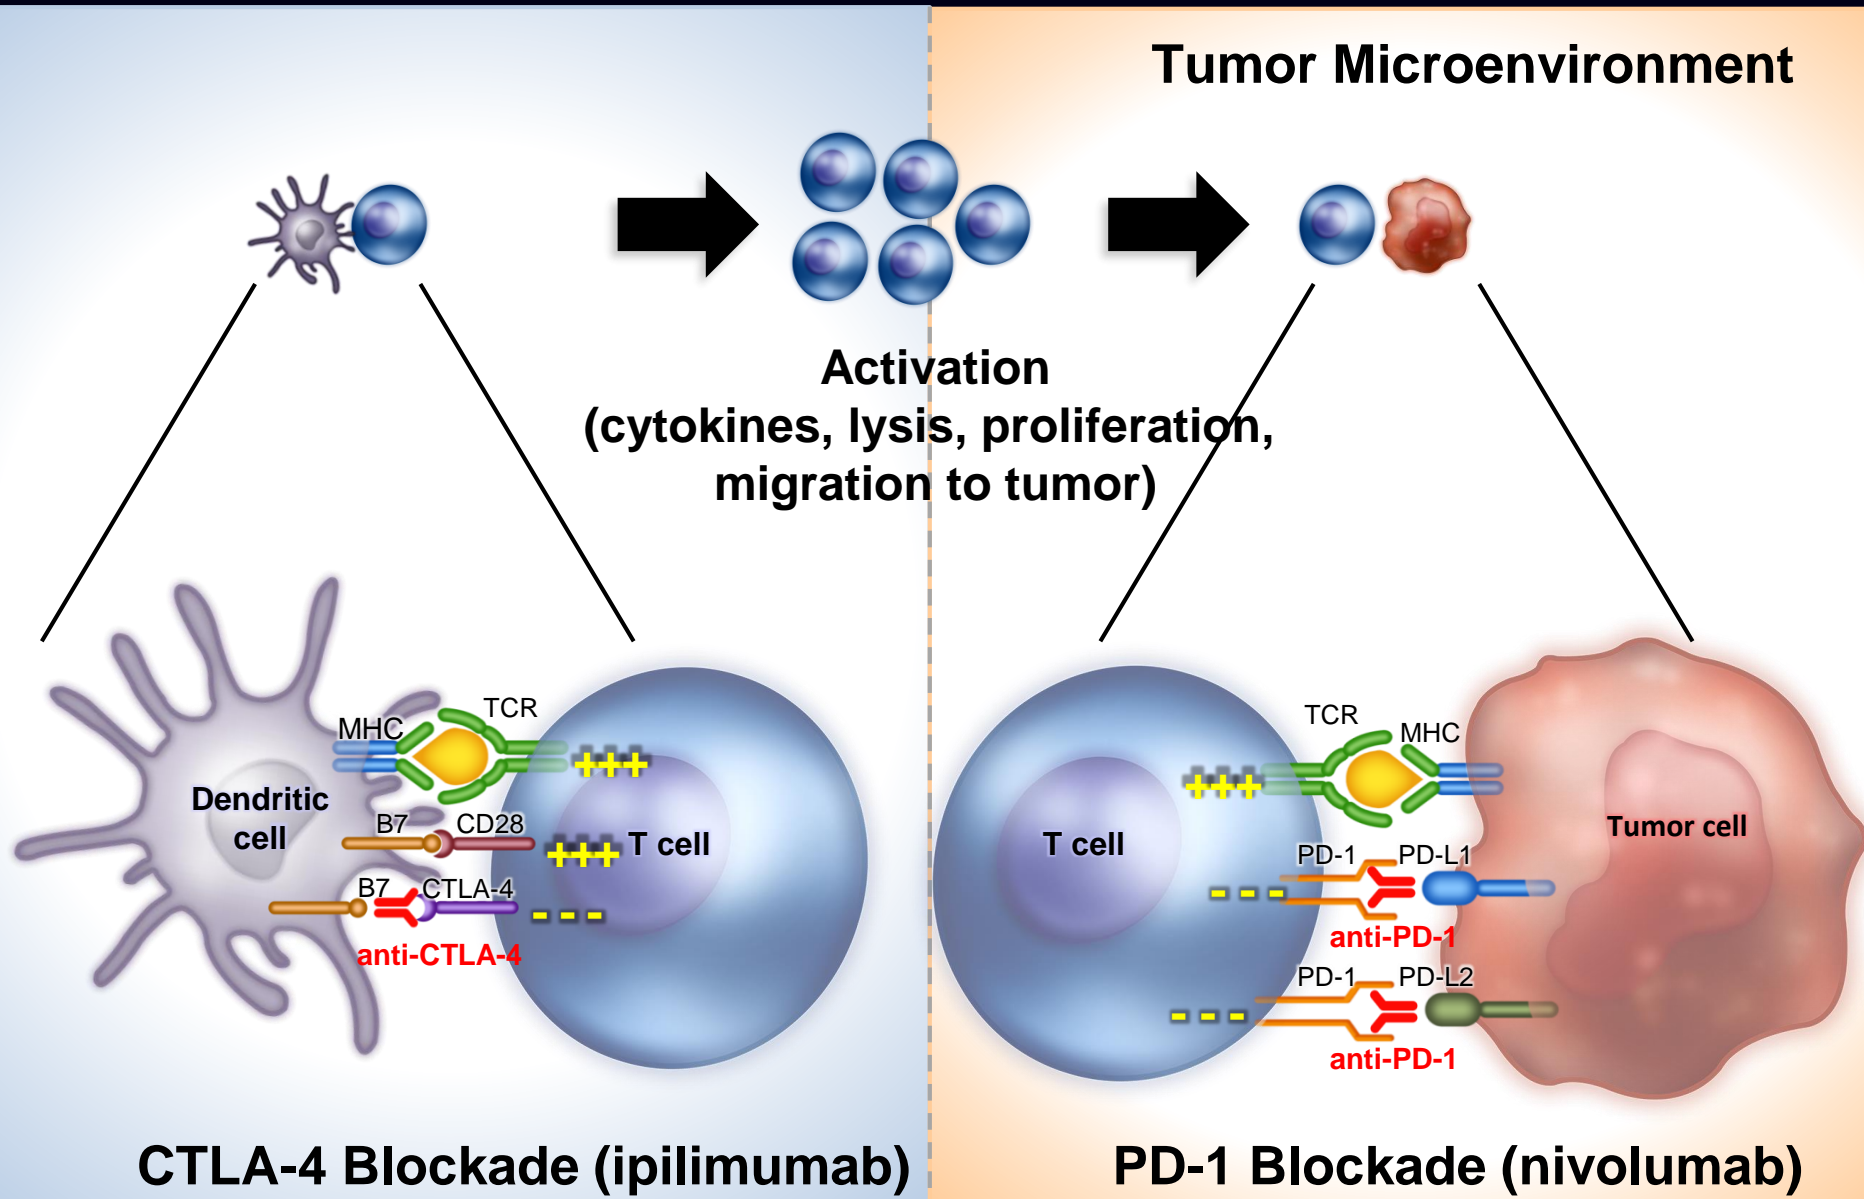 Tumor Microenvironment
Activation
(cytokines, lysis, proliferation,
migration to tumor)
MHC
TCR
+++
Dendritic
cell
B7
CD28
+++
T cell
B7
CTLA-4
- - -
anti-CTLA-4
TCR
MHC
+++
T cell
Tumor cell
PD-1
PD-L1
- - -
anti-PD-1
PD-1
PD-L2
- - -
anti-PD-1
CTLA-4 Blockade (ipilimumab)
PD-1 Blockade (nivolumab)